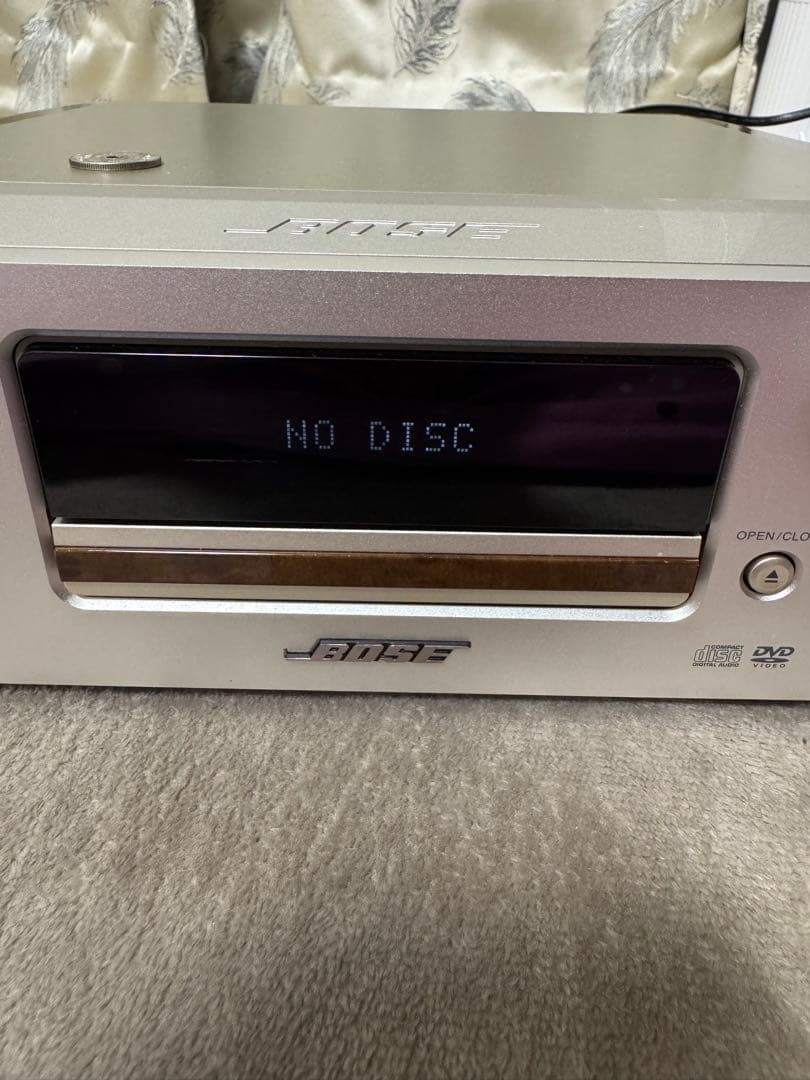 BOSE
NO DISC
OPEN/CLO
BOSE
COMPACT
disc
DIGITAL AUDIO
DVD
VIDEO